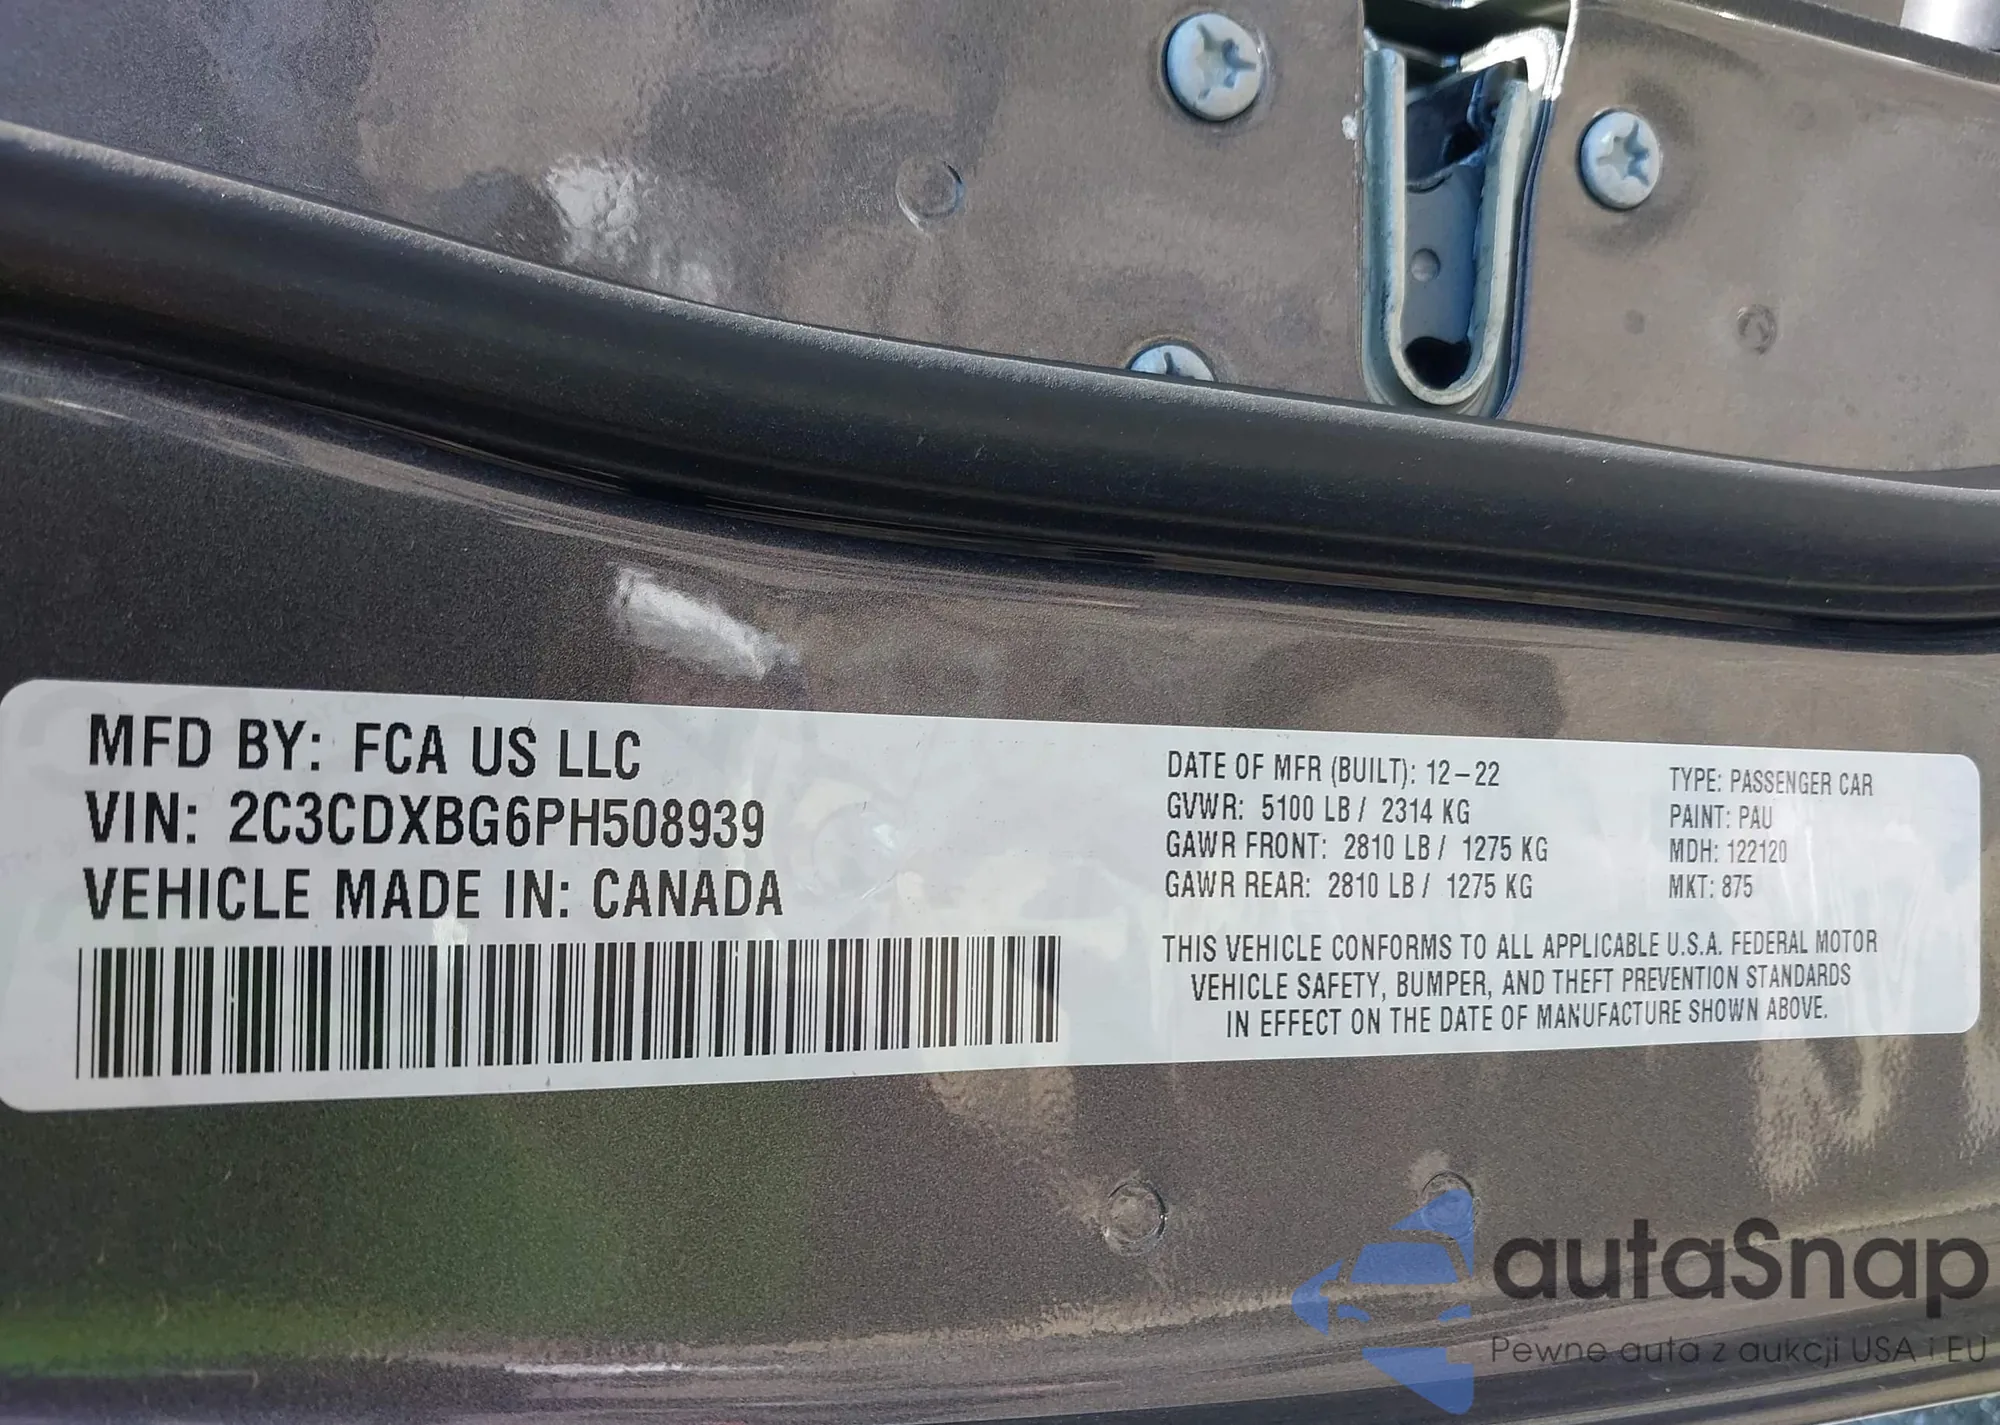 MFD BY: FCA US LLC
VIN: 2C3CDXBG6PH508939
VEHICLE MADE IN: CANADA
DATE OF MFR (BUILT): 12-22
GVWR: 5100 LB / 2314 KG
GAWR FRONT: 2810 LB / 1275 KG
GAWR REAR: 2810 LB / 1275 KG
TYPE: PASSENGER CAR
PAINT: PAU
MDH: 122120
MKT: 875
THIS VEHICLE CONFORMS TO ALL APPLICABLE U.S.A. FEDERAL MOTOR
VEHICLE SAFETY, BUMPER, AND THEFT PREVENTION STANDARDS
IN EFFECT ON THE DATE OF MANUFACTURE SHOWN ABOVE.
autaSnap
Pewne auta z aukcji USA i EU